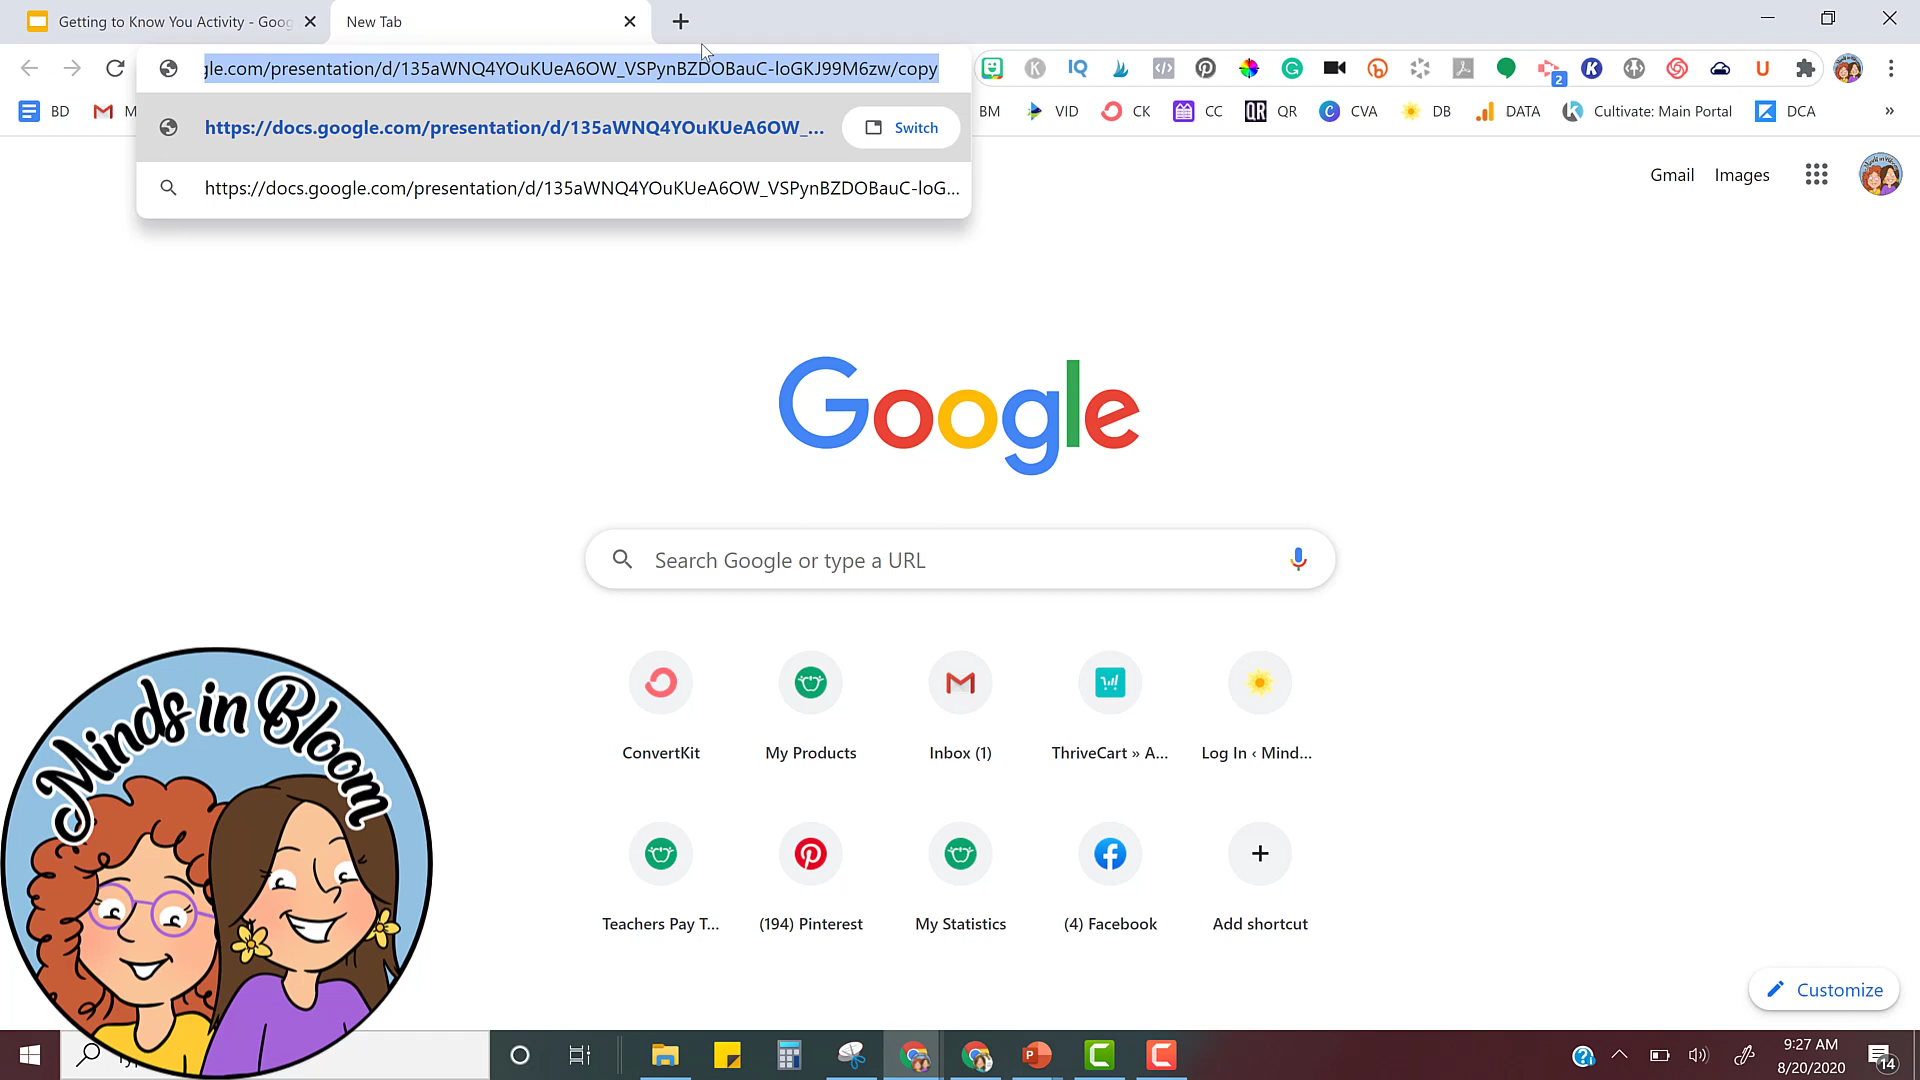 Getting to Know You Activity - Goog
New Tab
gle.com/presentation/d/135aWNQ4YOuKUeA6OW_VSPynBZDOBauC-loGKJ99M6zw/copy
2
BD
M
BM
VID
CK
CC
QR
QR
CVA
DB
DATA
Cultivate: Main Portal
DCA
»
https://docs.google.com/presentation/d/135aWNQ4YOuKUeA6OW_...
Switch
https://docs.google.com/presentation/d/135aWNQ4YOuKUeA6OW_VSPynBZDOBauC-loG...
Gmail
Images
Google
Search Google or type a URL
ConvertKit
My Products
Inbox (1)
ThriveCart » A...
Log In ‹ Mind...
Teachers Pay T...
(194) Pinterest
My Statistics
(4) Facebook
Add shortcut
Customize
Minds in Bloom
9:27 AM
8/20/2020
14